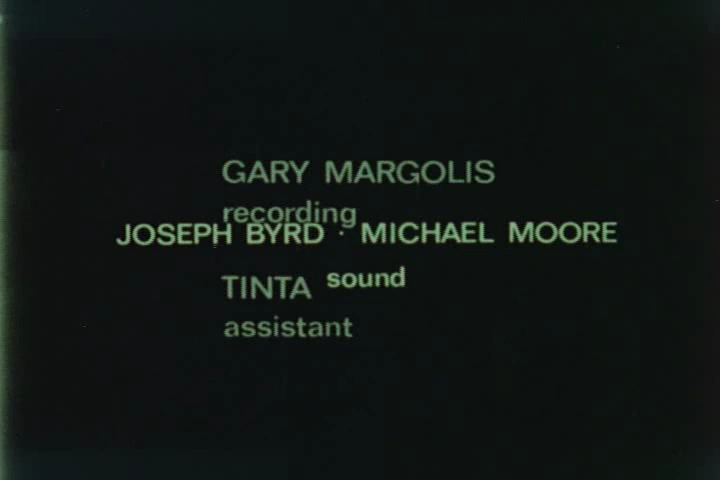 GARY MARGOLIS
recording
JOSEPH BYRD · MICHAEL MOORE
sound
TINTA
assistant